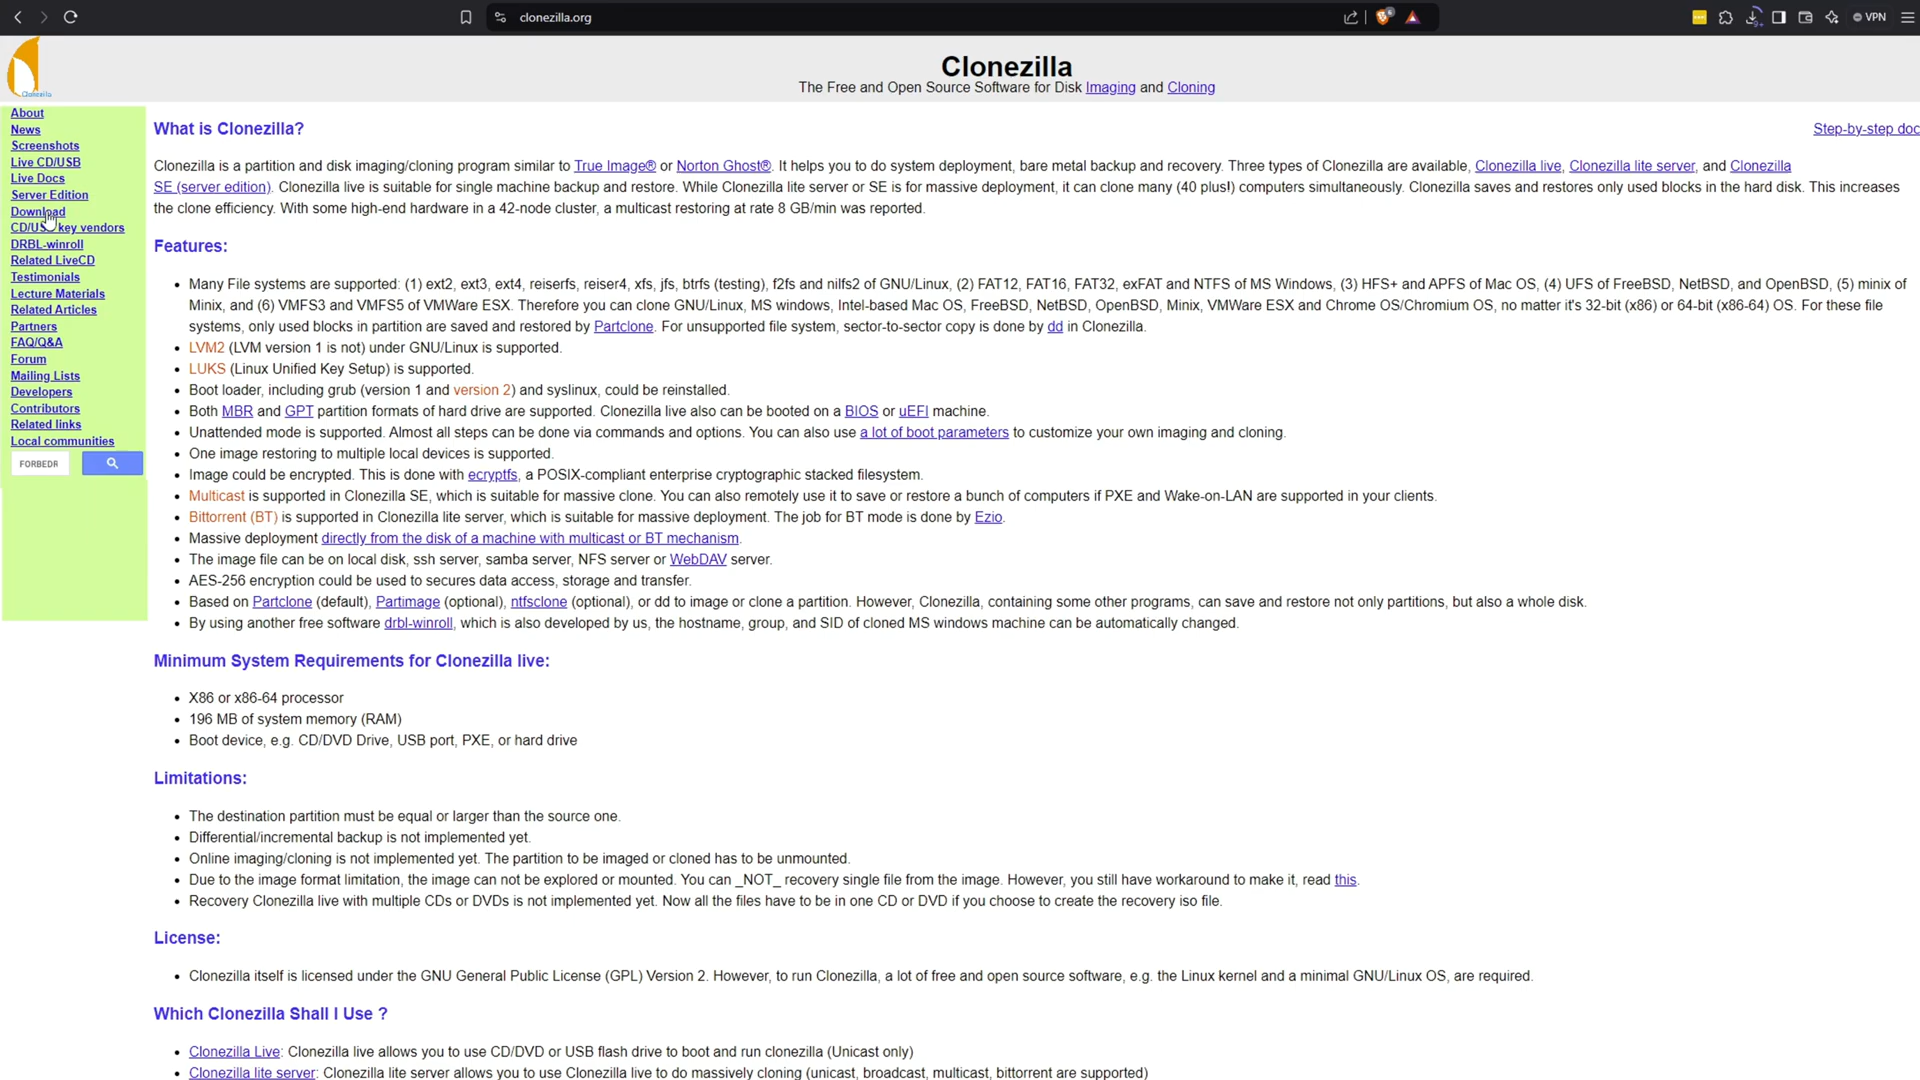 clonezilla.org
6
VPN
Clonezilla
Clonezilla
The Free and Open Source Software for Disk Imaging and Cloning
About
News
Screenshots
Live CD/USB
Live Docs
Server Edition
Download
CD/USB key vendors
DRBL-winroll
Related LiveCD
Testimonials
Lecture Materials
Related Articles
Partners
FAQ/Q&A
Forum
Mailing Lists
Developers
Contributors
Related links
Local communities
FORBEDR
What is Clonezilla?
Step-by-step doc
Clonezilla is a partition and disk imaging/cloning program similar to True Image® or Norton Ghost®. It helps you to do system deployment, bare metal backup and recovery. Three types of Clonezilla are available, Clonezilla live, Clonezilla lite server, and Clonezilla
SE (server edition). Clonezilla live is suitable for single machine backup and restore. While Clonezilla lite server or SE is for massive deployment, it can clone many (40 plus!) computers simultaneously. Clonezilla saves and restores only used blocks in the hard disk. This increases
the clone efficiency. With some high-end hardware in a 42-node cluster, a multicast restoring at rate 8 GB/min was reported.
Features:
• Many File systems are supported: (1) ext2, ext3, ext4, reiserfs, reiser4, xfs, jfs, btrfs (testing), f2fs and nilfs2 of GNU/Linux, (2) FAT12, FAT16, FAT32, exFAT and NTFS of MS Windows, (3) HFS+ and APFS of Mac OS, (4) UFS of FreeBSD, NetBSD, and OpenBSD, (5) minix of
Minix, and (6) VMFS3 and VMFS5 of VMWare ESX. Therefore you can clone GNU/Linux, MS windows, Intel-based Mac OS, FreeBSD, NetBSD, OpenBSD, Minix, VMWare ESX and Chrome OS/Chromium OS, no matter it's 32-bit (x86) or 64-bit (x86-64) OS. For these file
systems, only used blocks in partition are saved and restored by Partclone. For unsupported file system, sector-to-sector copy is done by dd in Clonezilla.
• LVM2 (LVM version 1 is not) under GNU/Linux is supported.
• LUKS (Linux Unified Key Setup) is supported.
• Boot loader, including grub (version 1 and version 2) and syslinux, could be reinstalled.
• Both MBR and GPT partition formats of hard drive are supported. Clonezilla live also can be booted on a BIOS or uEFI machine.
• Unattended mode is supported. Almost all steps can be done via commands and options. You can also use a lot of boot parameters to customize your own imaging and cloning.
• One image restoring to multiple local devices is supported.
• Image could be encrypted. This is done with ecryptfs, a POSIX-compliant enterprise cryptographic stacked filesystem.
• Multicast is supported in Clonezilla SE, which is suitable for massive clone. You can also remotely use it to save or restore a bunch of computers if PXE and Wake-on-LAN are supported in your clients.
• Bittorrent (BT) is supported in Clonezilla lite server, which is suitable for massive deployment. The job for BT mode is done by Ezio.
• Massive deployment directly from the disk of a machine with multicast or BT mechanism.
• The image file can be on local disk, ssh server, samba server, NFS server or WebDAV server.
• AES-256 encryption could be used to secures data access, storage and transfer.
• Based on Partclone (default), Partimage (optional), ntfsclone (optional), or dd to image or clone a partition. However, Clonezilla, containing some other programs, can save and restore not only partitions, but also a whole disk.
• By using another free software drbl-winroll, which is also developed by us, the hostname, group, and SID of cloned MS windows machine can be automatically changed.
Minimum System Requirements for Clonezilla live:
• X86 or x86-64 processor
• 196 MB of system memory (RAM)
• Boot device, e.g. CD/DVD Drive, USB port, PXE, or hard drive
Limitations:
• The destination partition must be equal or larger than the source one.
• Differential/incremental backup is not implemented yet.
• Online imaging/cloning is not implemented yet. The partition to be imaged or cloned has to be unmounted.
• Due to the image format limitation, the image can not be explored or mounted. You can _NOT_ recovery single file from the image. However, you still have workaround to make it, read this.
• Recovery Clonezilla live with multiple CDs or DVDs is not implemented yet. Now all the files have to be in one CD or DVD if you choose to create the recovery iso file.
License:
• Clonezilla itself is licensed under the GNU General Public License (GPL) Version 2. However, to run Clonezilla, a lot of free and open source software, e.g. the Linux kernel and a minimal GNU/Linux OS, are required.
Which Clonezilla Shall I Use ?
• Clonezilla Live: Clonezilla live allows you to use CD/DVD or USB flash drive to boot and run clonezilla (Unicast only)
• Clonezilla lite server: Clonezilla lite server allows you to use Clonezilla live to do massively cloning (unicast, broadcast, multicast, bittorrent are supported)